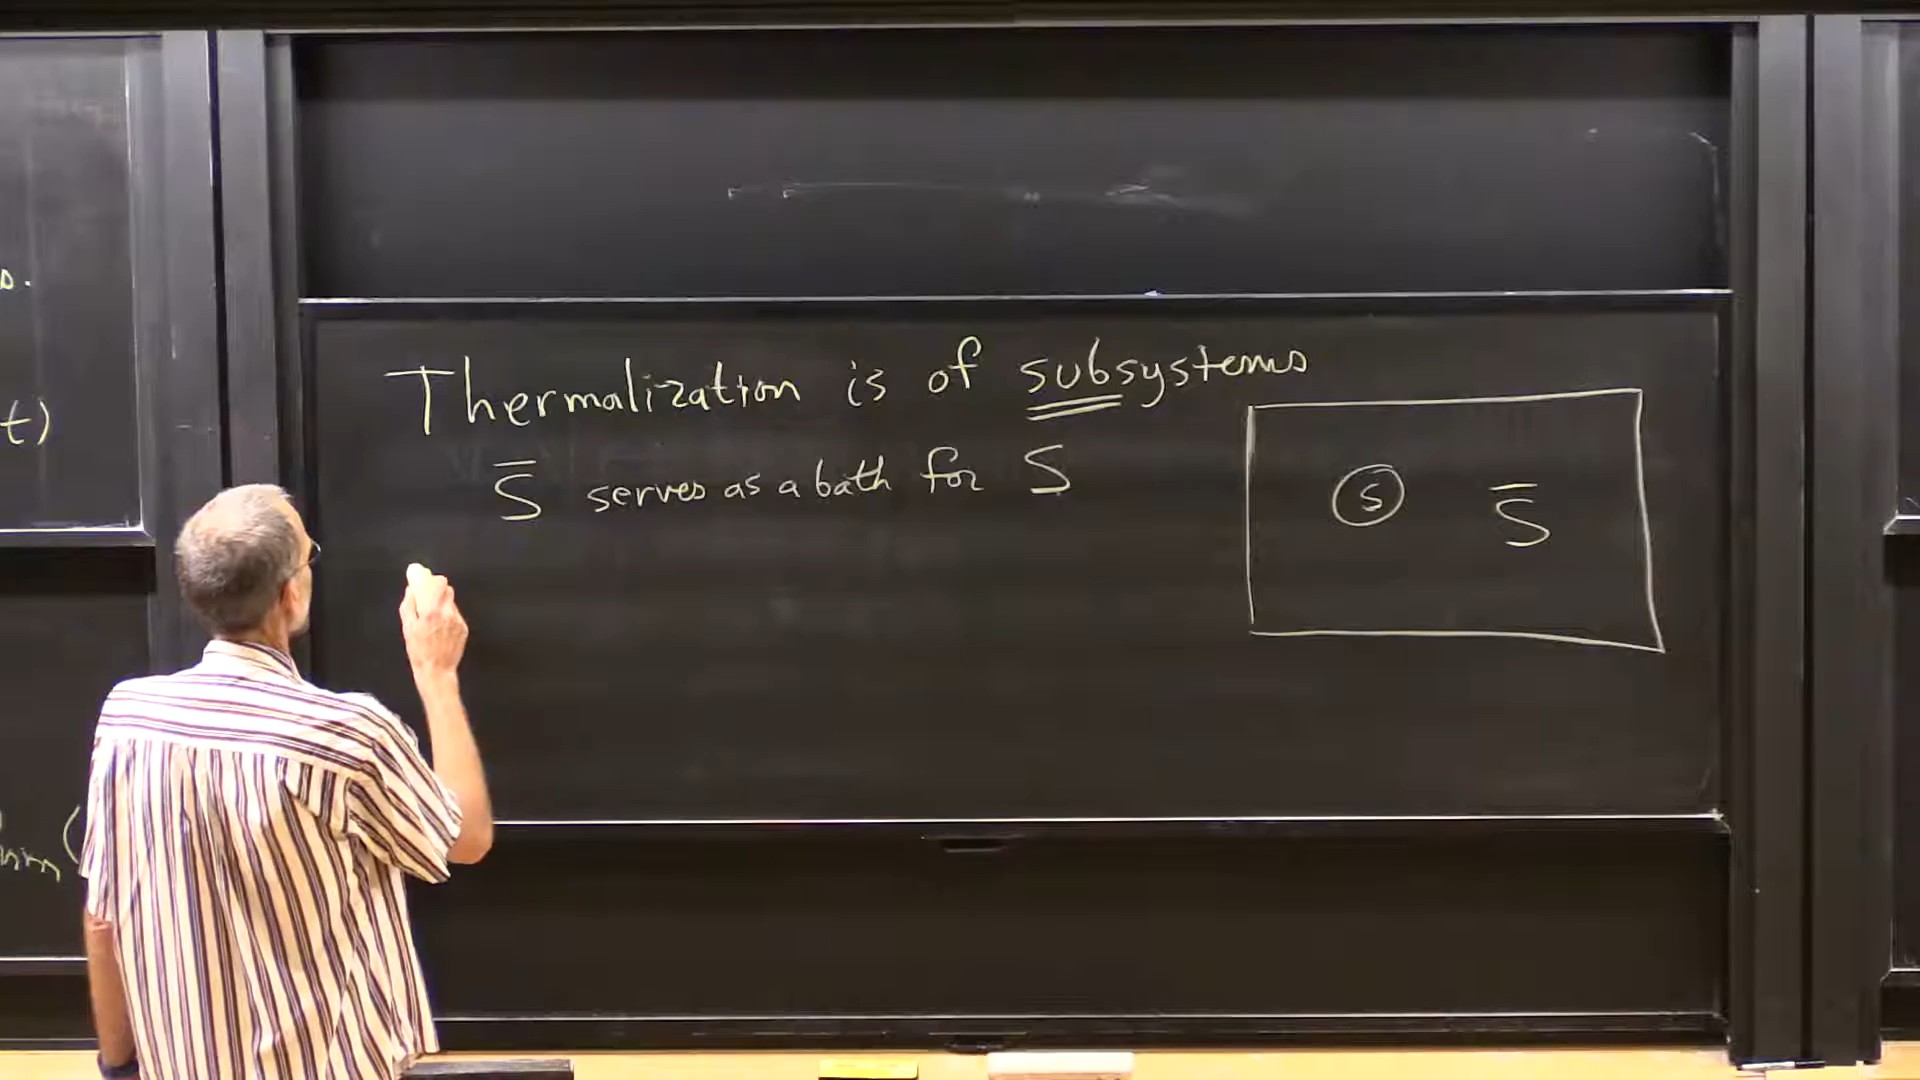 Thermalization is of subsystems
S̅ serves as a bath for S
S S̅
t)